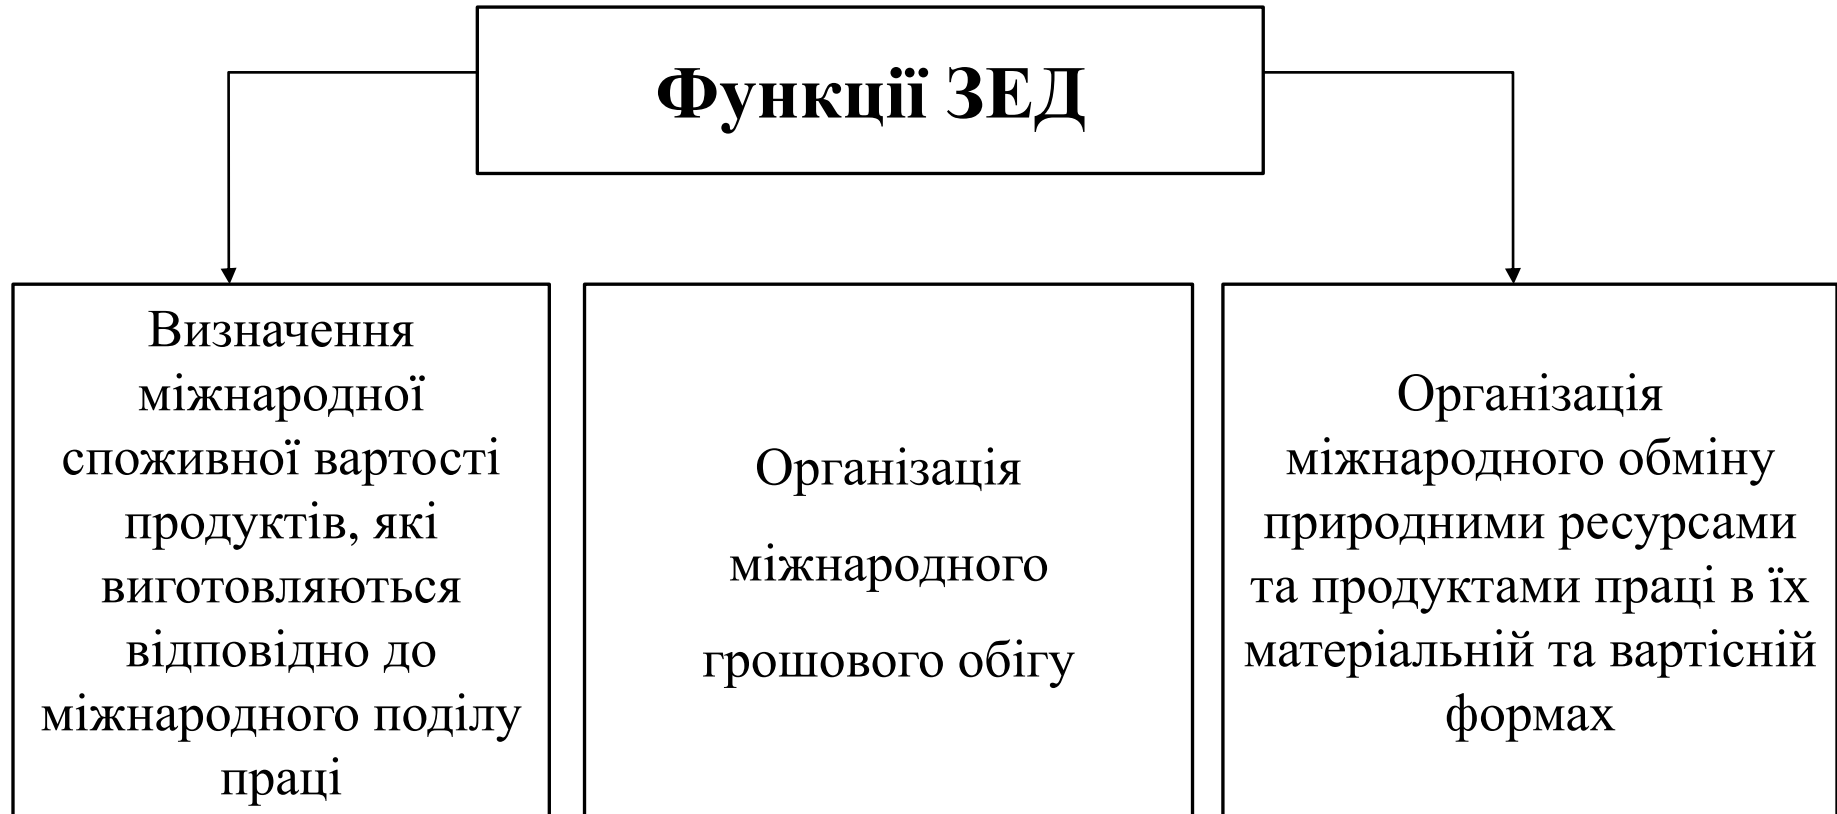 Функції ЗЕД
Визначення
міжнародної
споживної вартості
продуктів, які
виготовляються
відповідно до
міжнародного поділу
праці
Організація
міжнародного
грошового обігу
Організація
міжнародного обміну
природними ресурсами
та продуктами праці в їх
матеріальній та вартісній
формах